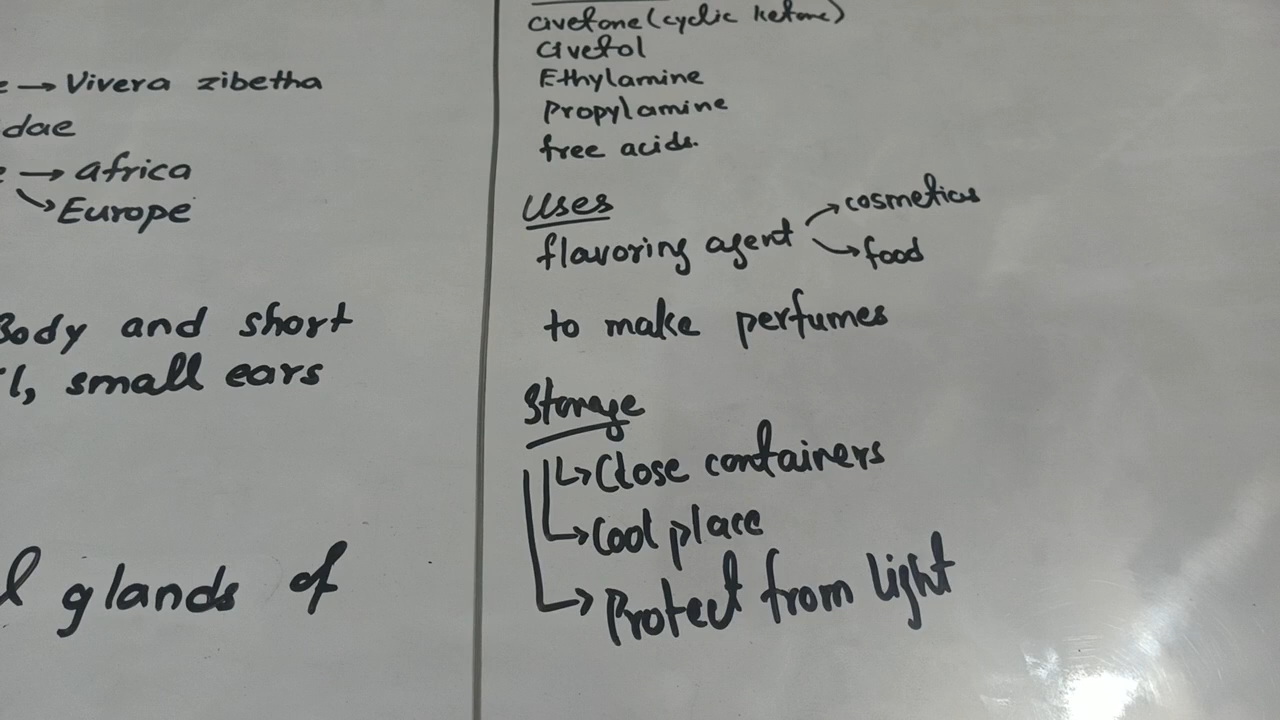 → Vivera zibetha
dae
→ africa
→ Europe
Body and short
l, small ears
l glands of
civetone (cyclic ketone)
civetol
Ethylamine
Propylamine
free acids.
Uses
flavoring agent → cosmetics
→ food
to make perfumes
Storage
→ Close containers
→ Cool place
→ Protect from light